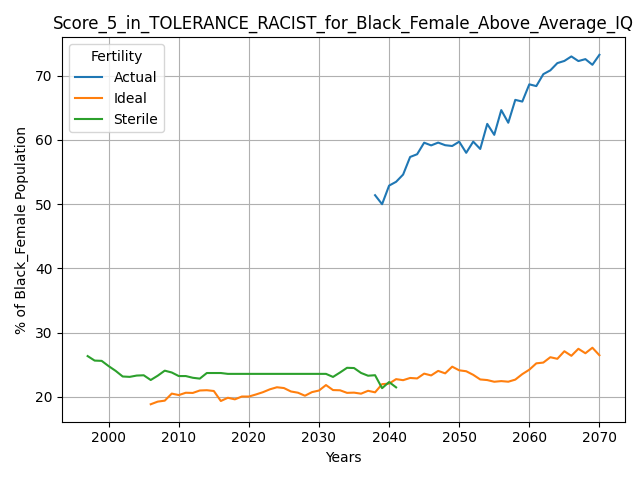 Score_5_in_TOLERANCE_RACIST_for_Black_Female_Above_Average_IQ
Fertility
Actual
Ideal
Sterile
% of Black_Female Population
70
60
50
40
30
20
2000 2010 2020 2030 2040 2050 2060 2070
Years